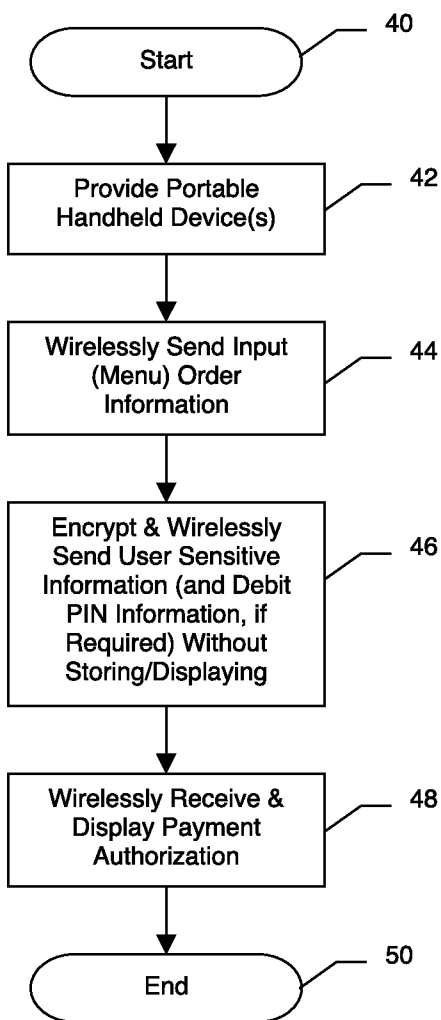 Start
40
Provide Portable
Handheld Device(s)
42
Wirelessly Send Input
(Menu) Order
Information
44
Encrypt & Wirelessly
Send User Sensitive
Information (and Debit
PIN Information, if
Required) Without
Storing/Displaying
46
Wirelessly Receive &
Display Payment
Authorization
48
End
50